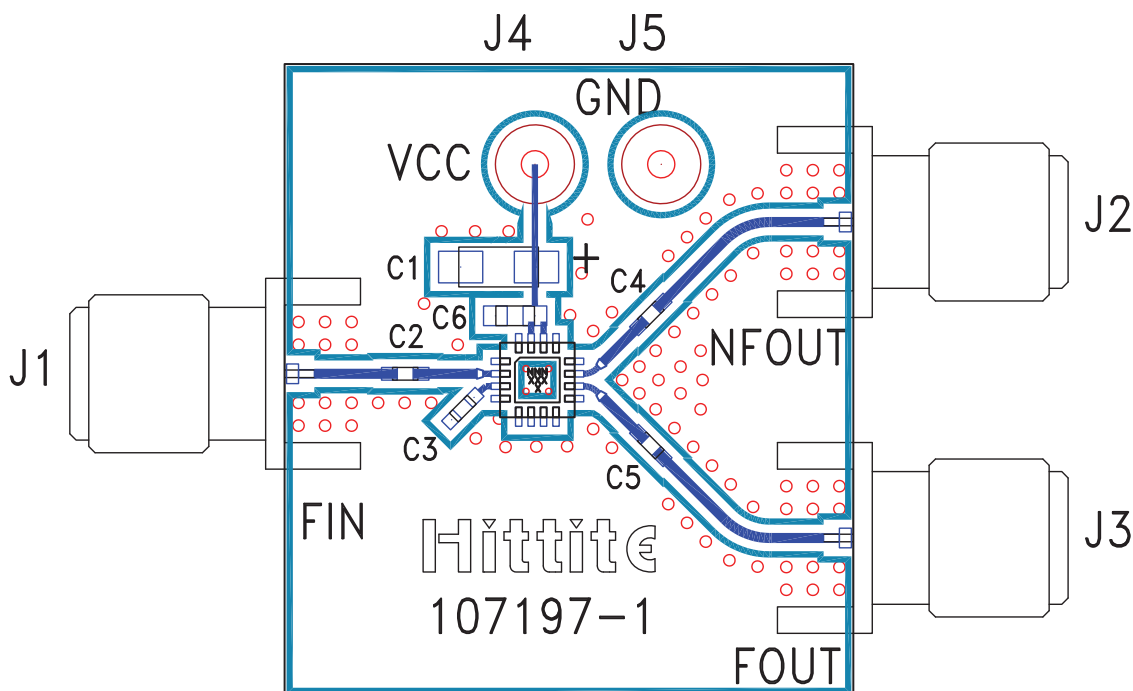 J4
J5
GND
VCC
J2
C1
+
C4
C6
C2
NFOUT
J1
C3
C5
FIN
Hittite
J3
107197-1
FOUT